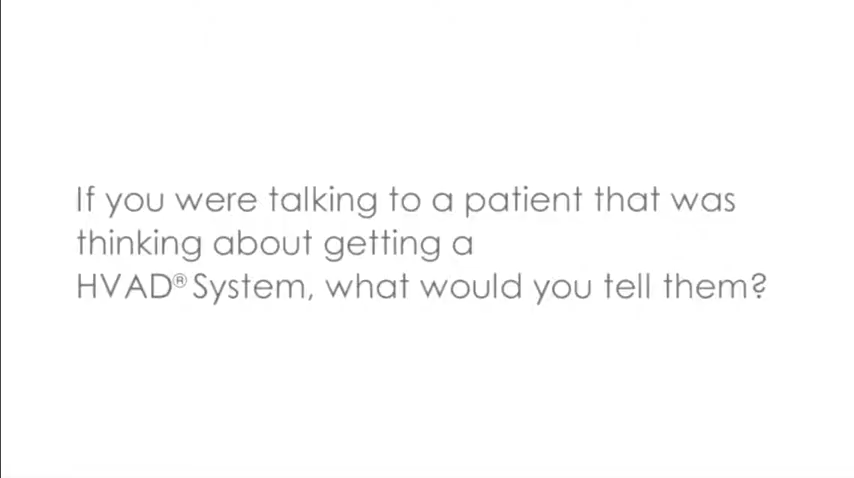 If you were talking to a patient that was
thinking about getting a
HVAD® System, what would you tell them?